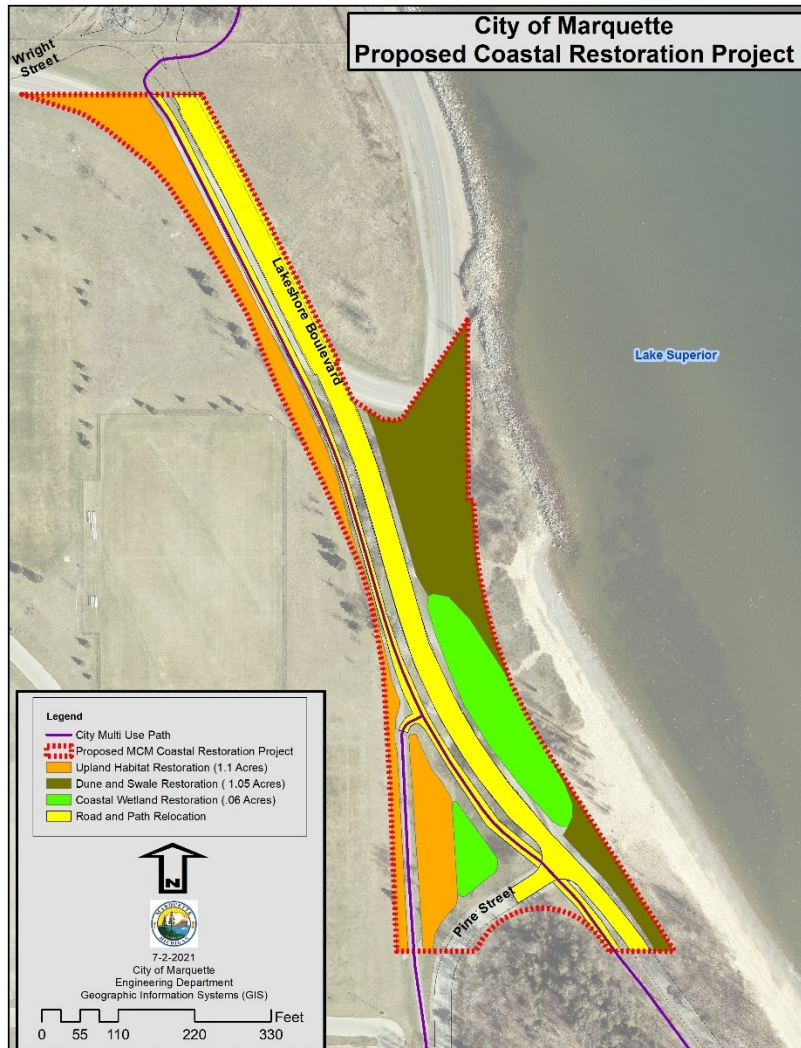 City of Marquette
Proposed Coastal Restoration Project
Wright
Street
Lakeshore Boulevard
Lake Superior
Pine Street
Legend
City Multi Use Path
Proposed MCM Coastal Restoration Project
Upland Habitat Restoration (1.1 Acres)
Dune and Swale Restoration ( 1.05 Acres)
Coastal Wetland Restoration (.06 Acres)
Road and Path Relocation
N
MARQUETTE
MICHIGAN
7-2-2021
City of Marquette
Engineering Department
Geographic Information Systems (GIS)
Feet
0 55 110 220 330